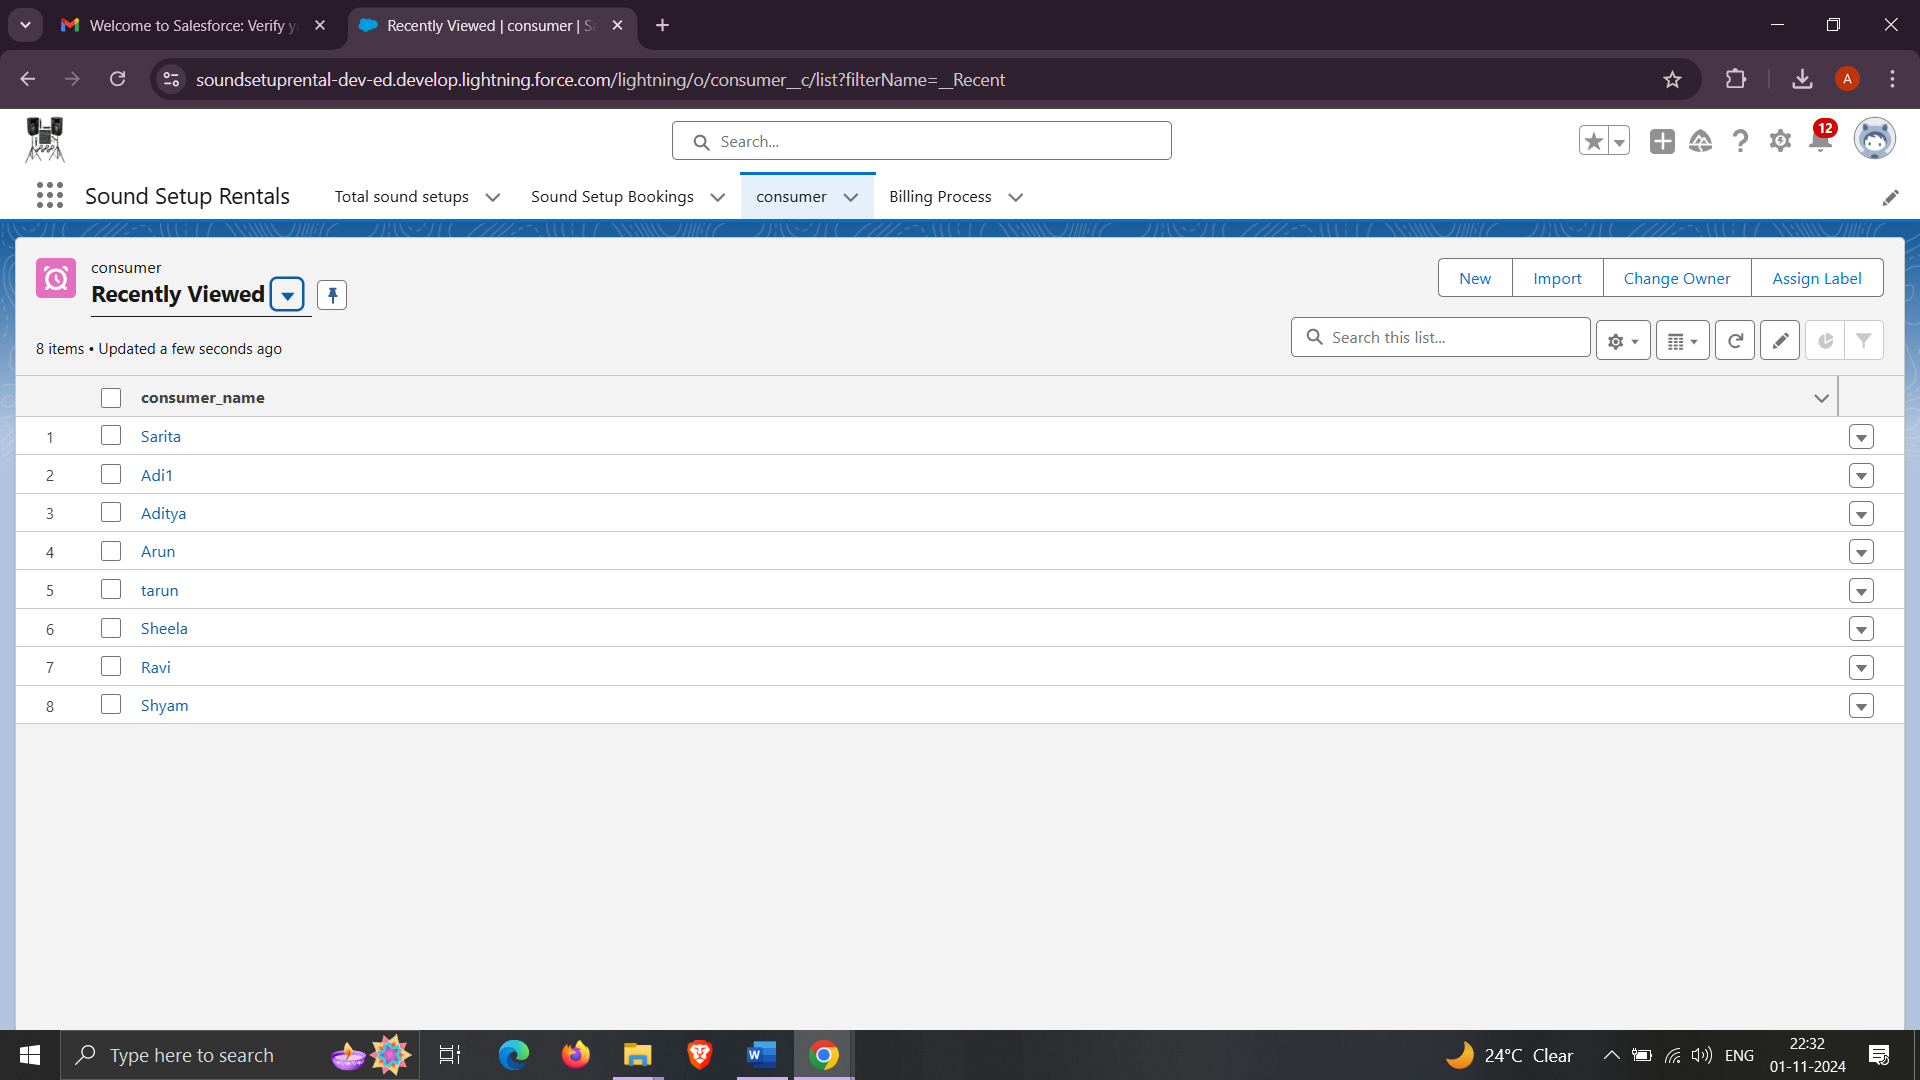 Welcome to Salesforce: Verify y
Recently Viewed | consumer | S
soundsetuprental-dev-ed.develop.lightning.force.com/lightning/o/consumer__c/list?filterName=__Recent
A
Search...
12
Sound Setup Rentals
Total sound setups
Sound Setup Bookings
consumer
Billing Process
consumer
Recently Viewed
New
Import
Change Owner
Assign Label
8 items • Updated a few seconds ago
Search this list...
consumer_name
1 Sarita
2 Adi1
3 Aditya
4 Arun
5 tarun
6 Sheela
7 Ravi
8 Shyam
Type here to search
24°C Clear
ENG
22:32
01-11-2024